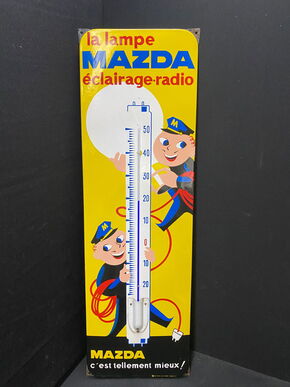 la lampe
MAZDA
éclairage-radio
M
50
40
30
20
10
0
10
20
M
MAZDA
c'est tellement mieux!